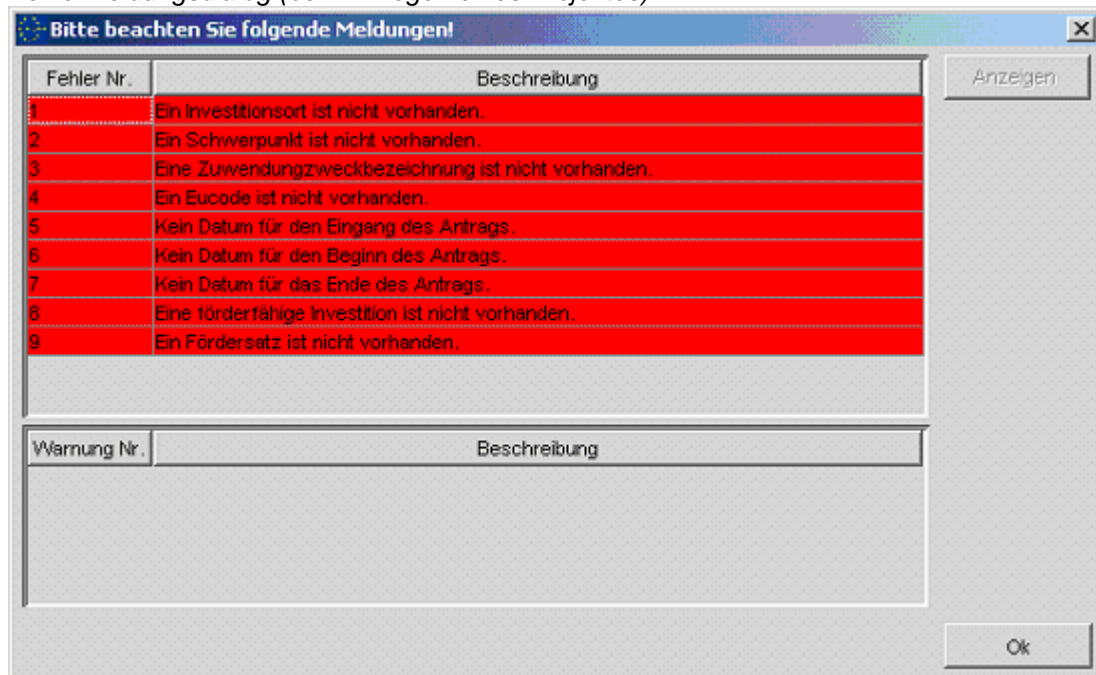 Bitte beachten Sie folgende Meldungen!
Fehler Nr. Beschreibung Anzeigen
1 Ein Investitionsort ist nicht vorhanden.
2 Ein Schwerpunkt ist nicht vorhanden.
3 Eine Zuwendungzweckbezeichnung ist nicht vorhanden.
4 Ein Eucode ist nicht vorhanden.
5 Kein Datum für den Eingang des Antrags.
6 Kein Datum für den Beginn des Antrags.
7 Kein Datum für das Ende des Antrags.
8 Eine förderfähige Investition ist nicht vorhanden.
9 Ein Fördersatz ist nicht vorhanden.
Warnung Nr. Beschreibung
Ok